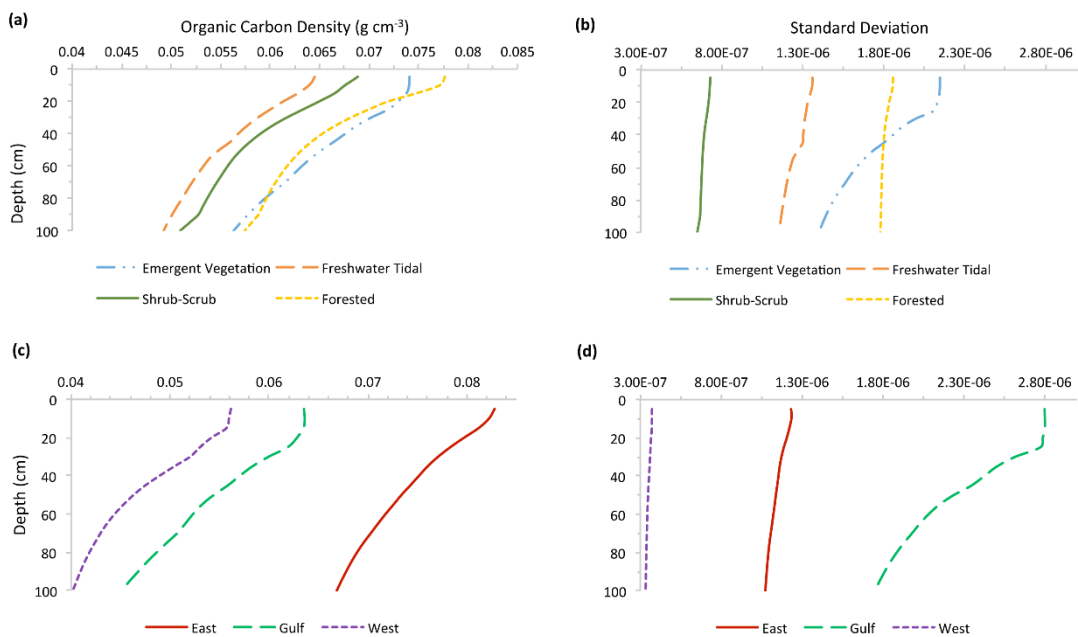 (a)
Organic Carbon Density (g cm⁻³)
0.04 0.045 0.05 0.055 0.06 0.065 0.07 0.075 0.08 0.085
0
20
40
60
80
100
Depth (cm)
Emergent Vegetation Freshwater Tidal
Shrub-Scrub Forested
(b)
Standard Deviation
3.00E-07 8.00E-07 1.30E-06 1.80E-06 2.30E-06 2.80E-06
0
20
40
60
80
100
Emergent Vegetation Freshwater Tidal
Shrub-Scrub Forested
(c)
0.04 0.05 0.06 0.07 0.08
0
20
40
60
80
100
Depth (cm)
East Gulf West
(d)
3.00E-07 8.00E-07 1.30E-06 1.80E-06 2.30E-06 2.80E-06
0
20
40
60
80
100
East Gulf West